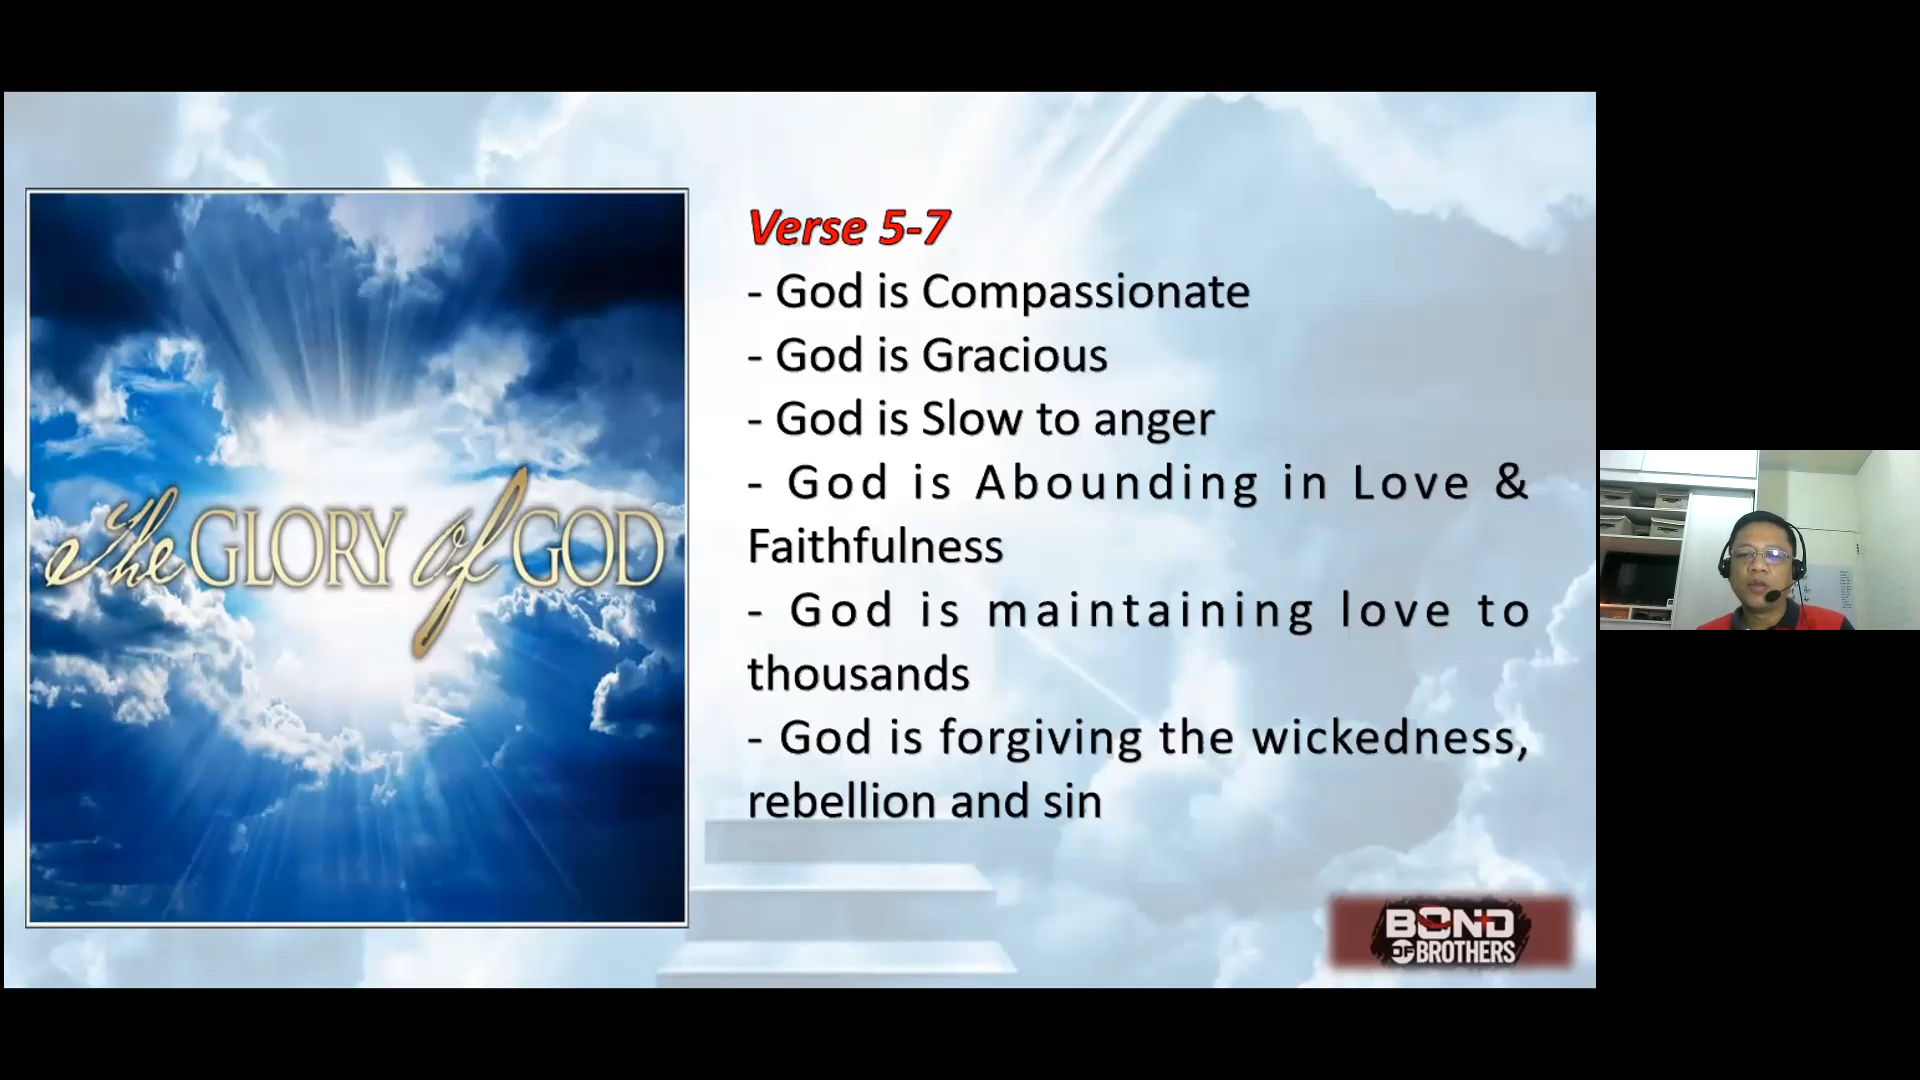 The GLORY of GOD
Verse 5-7
- God is Compassionate
- God is Gracious
- God is Slow to anger
- God is Abounding in Love &
Faithfulness
- God is maintaining love to
thousands
- God is forgiving the wickedness,
rebellion and sin
BOND
OF BROTHERS